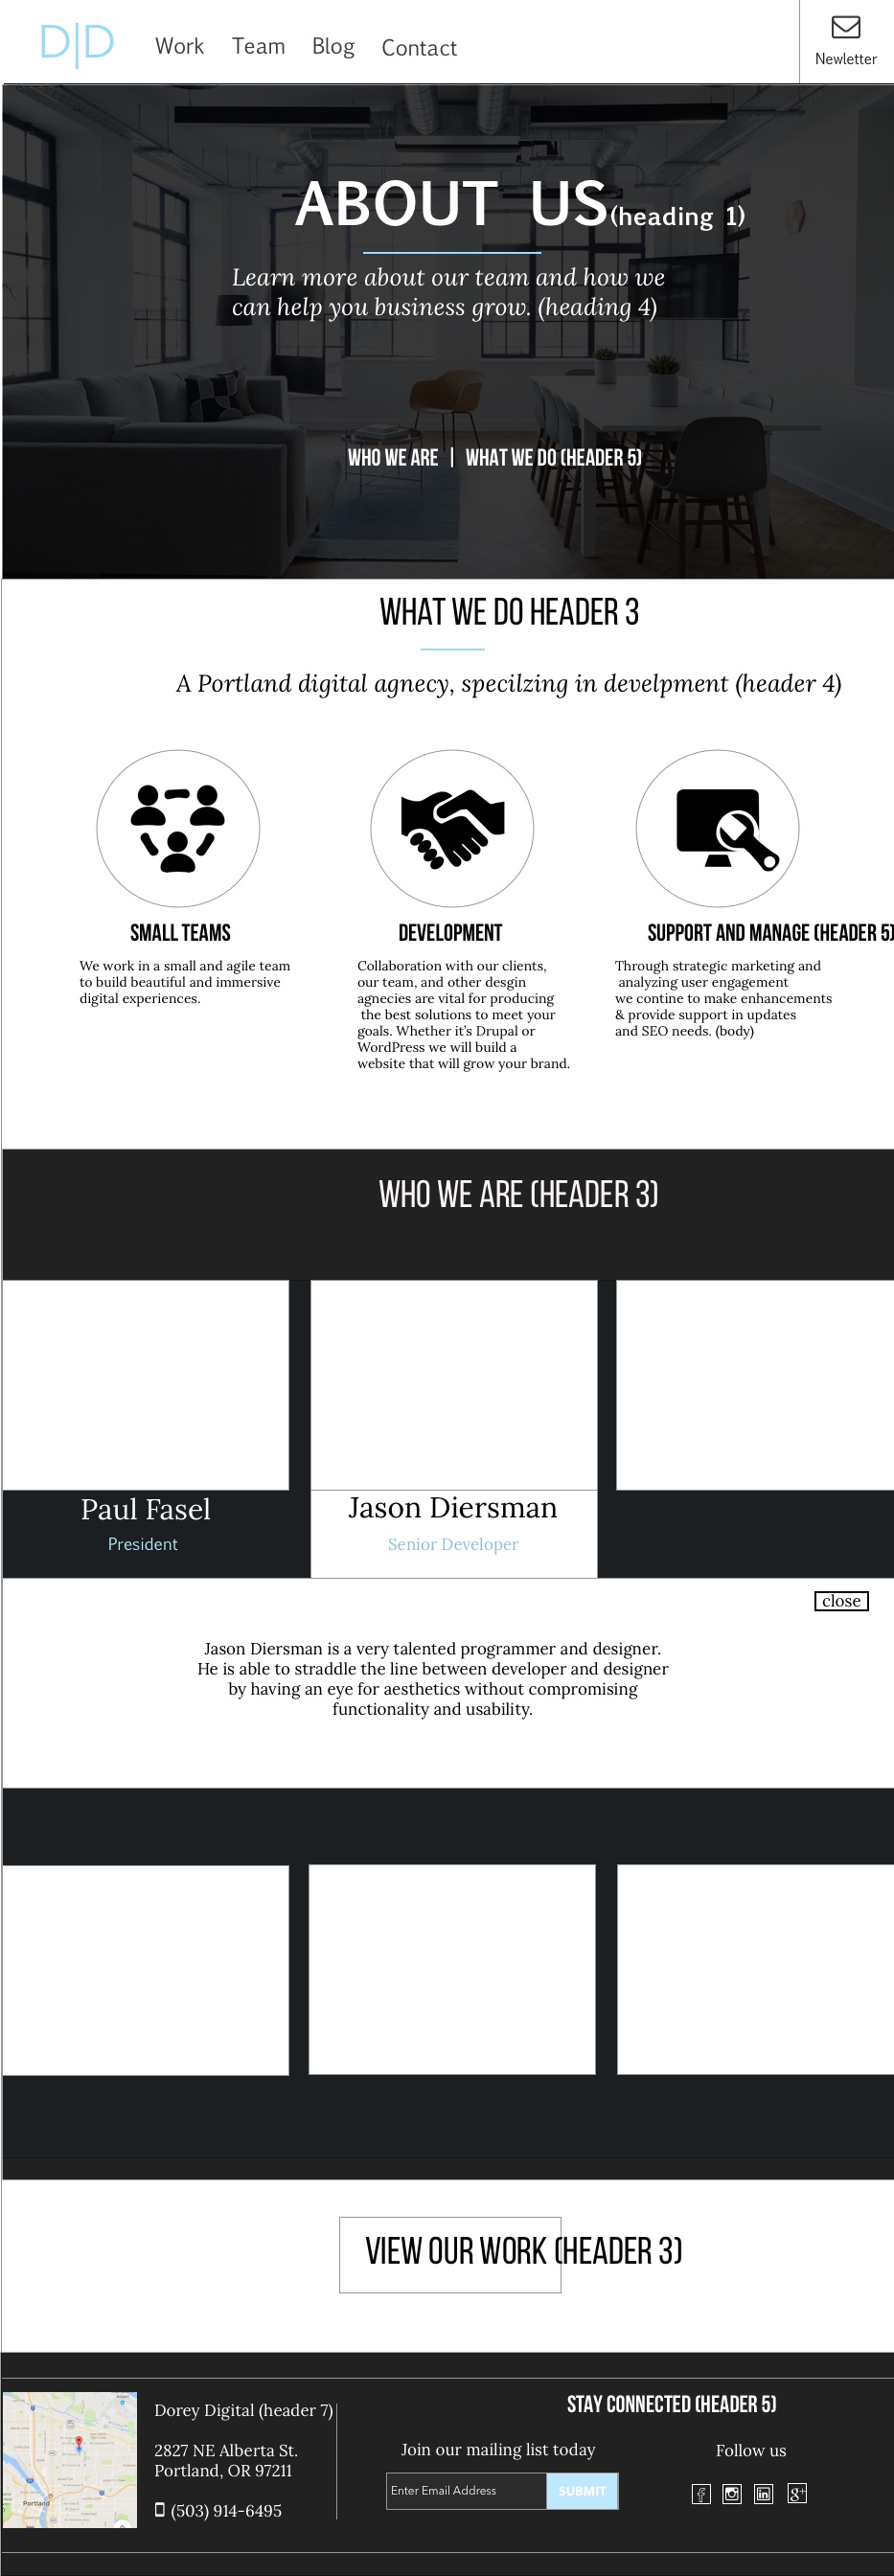 D|D
Work Team Blog Contact
Newletter
ABOUT US(heading 1)
Learn more about our team and how we
can help you business grow. (heading 4)
WHO WE ARE | WHAT WE DO (HEADER 5)
WHAT WE DO HEADER 3
A Portland digital agnecy, specilzing in develpment (header 4)
SMALL TEAMS
We work in a small and agile team
to build beautiful and immersive
digital experiences.
DEVELOPMENT
Collaboration with our clients,
our team, and other desgin
agnecies are vital for producing
the best solutions to meet your
goals. Whether it's Drupal or
WordPress we will build a
website that will grow your brand.
SUPPORT AND MANAGE (HEADER 5)
Through strategic marketing and
analyzing user engagement
we contine to make enhancements
& provide support in updates
and SEO needs. (body)
WHO WE ARE (HEADER 3)
Paul Fasel
President
Jason Diersman
Senior Developer
close
Jason Diersman is a very talented programmer and designer.
He is able to straddle the line between developer and designer
by having an eye for aesthetics without compromising
functionality and usability.
VIEW OUR WORK (HEADER 3)
Portland
Dorey Digital (header 7)
2827 NE Alberta St.
Portland, OR 97211
(503) 914-6495
STAY CONNECTED (HEADER 5)
Join our mailing list today
Enter Email Address
SUBMIT
Follow us